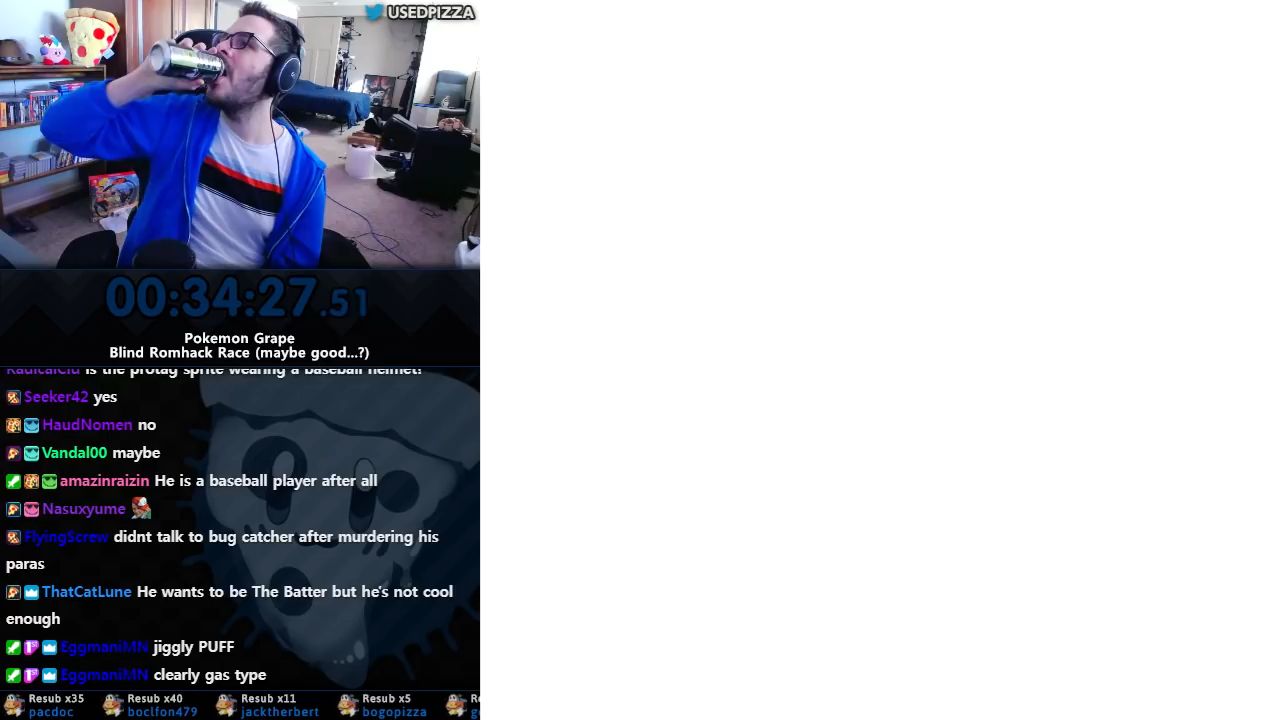 USEDPIZZA
00:34:27.51
Pokemon Grape
Blind Romhack Race (maybe good...?)
RadicalClu is the protag sprite wearing a baseball helmet!
Seeker42 yes
HaudNomen no
Vandal00 maybe
amazinraizin He is a baseball player after all
Nasuxyume
FlyingScrew didnt talk to bug catcher after murdering his
paras
ThatCatLune He wants to be The Batter but he's not cool
enough
EggmaniMN jiggly PUFF
EggmaniMN clearly gas type
Resub x35 Resub x40 Resub x11 Resub x5
pacdoc boclfon479 jacktherbert bogopizza